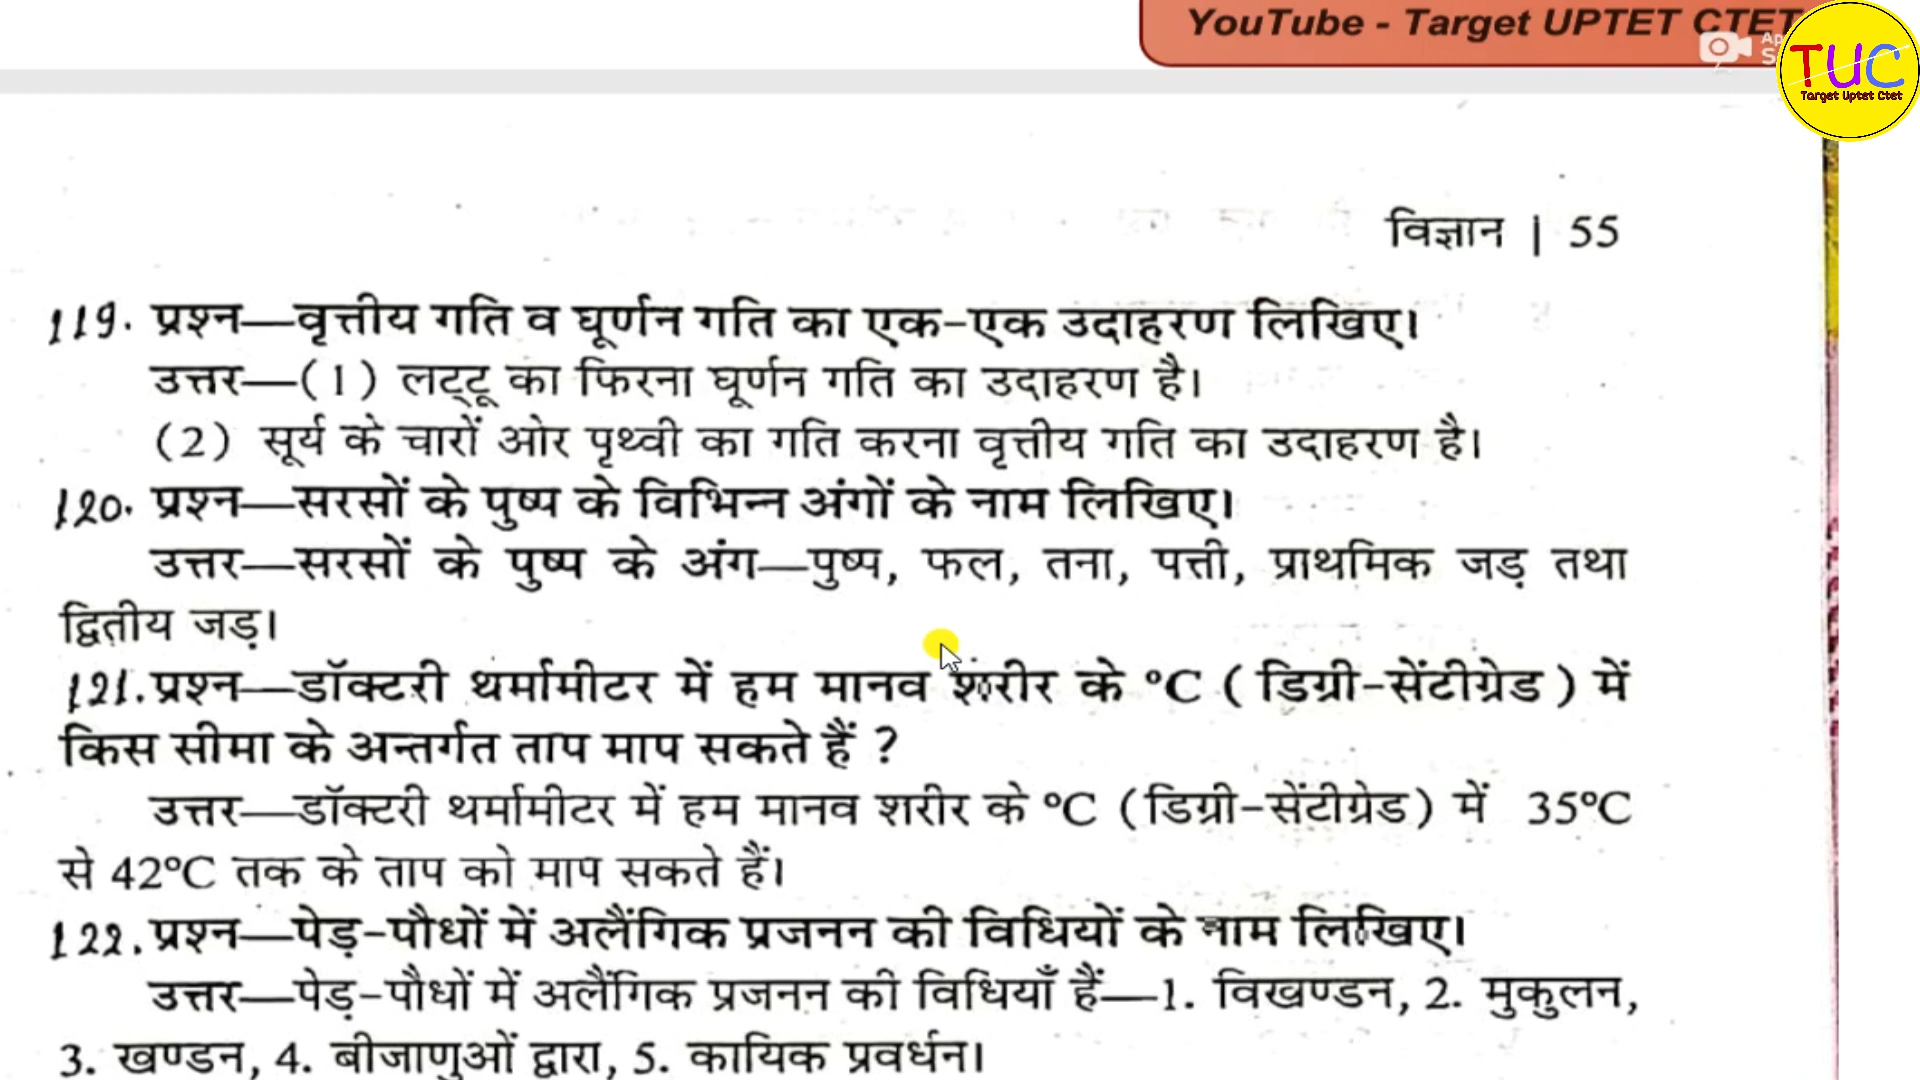 YouTube - Target UPTET CTET
TUC
Target Uptet Ctet
विज्ञान | 55
119. प्रश्न—वृत्तीय गति व घूर्णन गति का एक-एक उदाहरण लिखिए।
उत्तर—(1) लट्टू का फिरना घूर्णन गति का उदाहरण है।
(2) सूर्य के चारों ओर पृथ्वी का गति करना वृत्तीय गति का उदाहरण है।
120. प्रश्न—सरसों के पुष्प के विभिन्न अंगों के नाम लिखिए।
उत्तर—सरसों के पुष्प के अंग—पुष्प, फल, तना, पत्ती, प्राथमिक जड़ तथा
द्वितीय जड़।
121. प्रश्न—डॉक्टरी थर्मामीटर में हम मानव शरीर के °C (डिग्री-सेंटीग्रेड) में
किस सीमा के अन्तर्गत ताप माप सकते हैं ?
उत्तर—डॉक्टरी थर्मामीटर में हम मानव शरीर के °C (डिग्री-सेंटीग्रेड) में 35°C
से 42°C तक के ताप को माप सकते हैं।
122. प्रश्न—पेड़-पौधों में अलैंगिक प्रजनन की विधियों के नाम लिखिए।
उत्तर—पेड़-पौधों में अलैंगिक प्रजनन की विधियाँ हैं—1. विखण्डन, 2. मुकुलन,
3. खण्डन, 4. बीजाणुओं द्वारा, 5. कायिक प्रवर्धन।